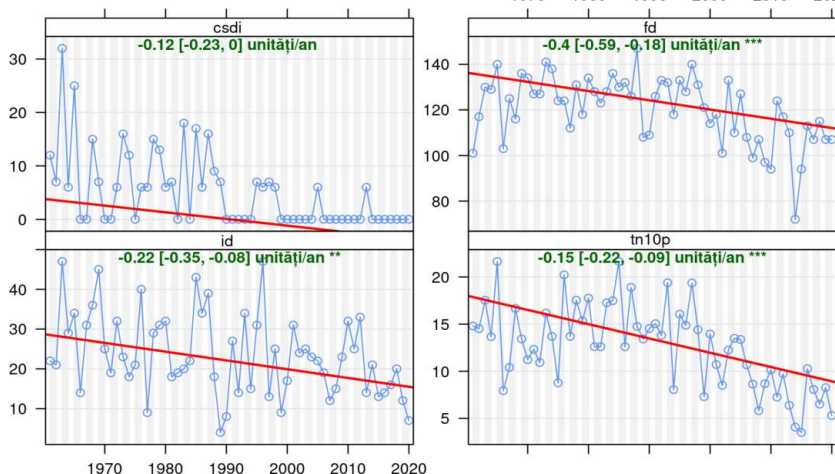 csdi
-0.12 [-0.23, 0] unități/an
30
20
10
0
fd
-0.4 [-0.59, -0.18] unități/an ***
140
120
100
80
id
-0.22 [-0.35, -0.08] unități/an **
40
30
20
10
1970 1980 1990 2000 2010 2020
tn10p
-0.15 [-0.22, -0.09] unități/an ***
20
15
10
5